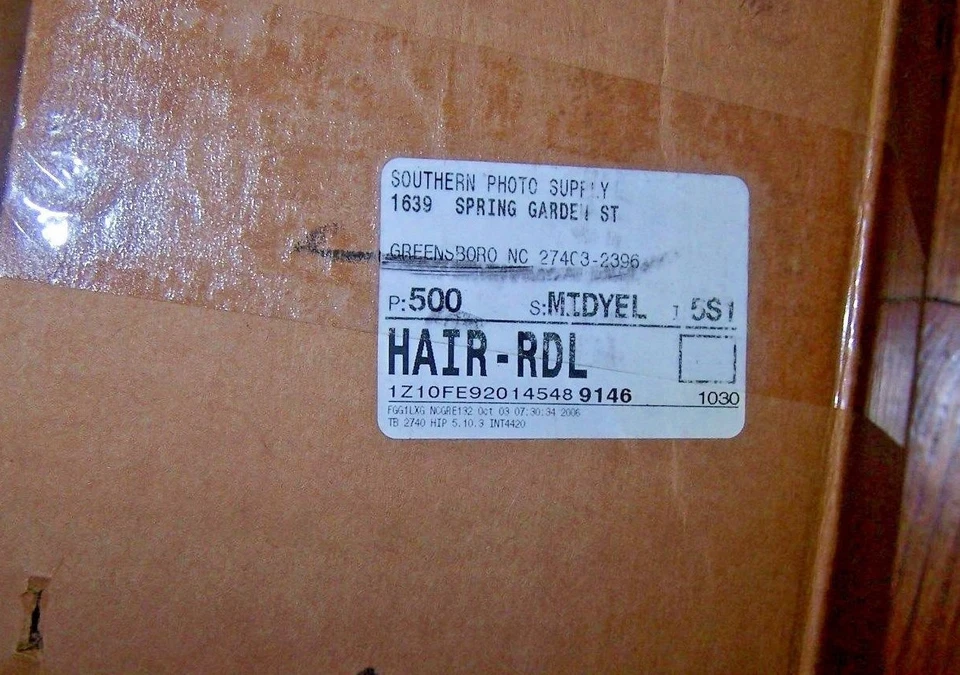 SOUTHERN PHOTO SUPPLY
1639 SPRING GARDEN ST
GREENSBORO NC 27403-2396
P:500 S:MIDYEL T 5S1
HAIR-RDL
1Z10FE92014548 9146 1030
FGG1LXG NCGRE132 Oct 03 07:30:34 2006
TB 2740 HIP 5.10.3 INT4420